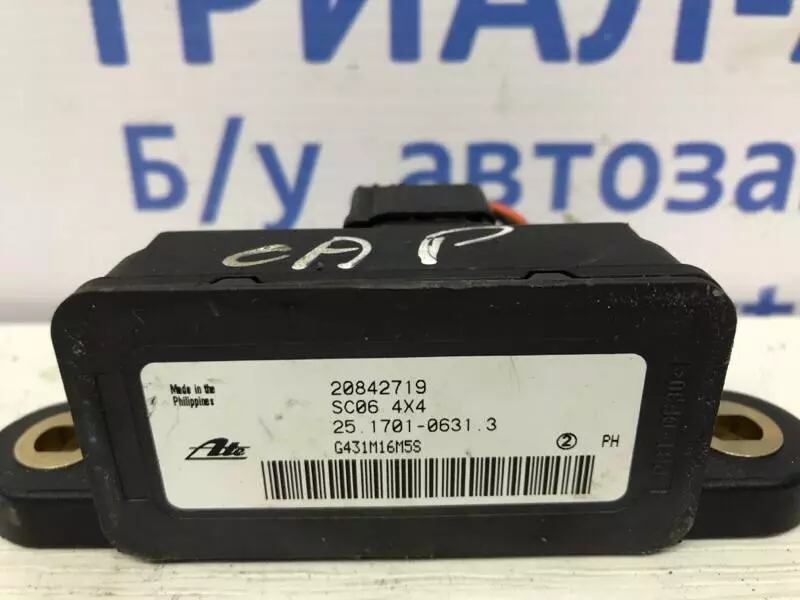 ТРИАЛ-А
Б/у автоза
САР
Made in the
Philippines
20842719
SC06 4X4
25.1701-0631.3
G431M16M5S
Ate
2
PH